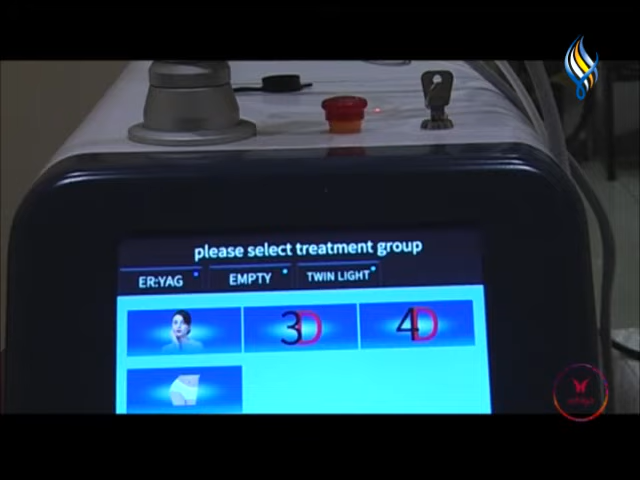 please select treatment group
ER:YAG
EMPTY
TWIN LIGHT
3D
4D